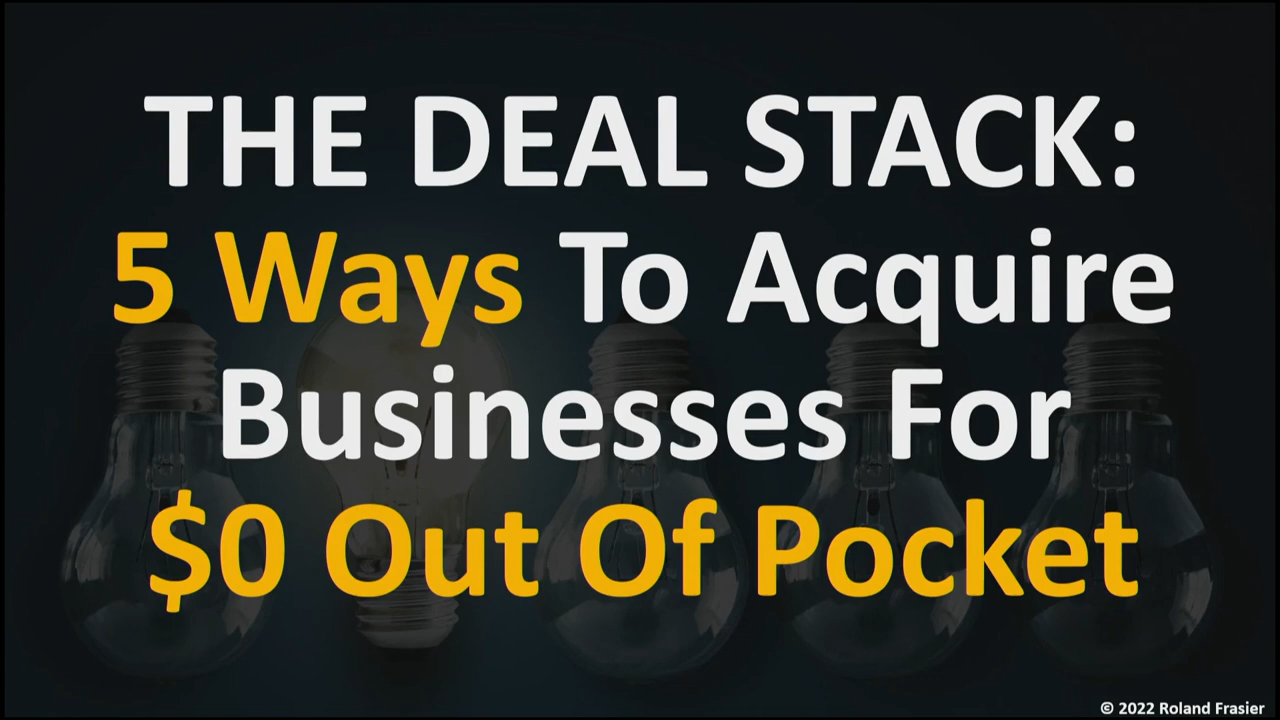 THE DEAL STACK:
5 Ways To Acquire
Businesses For
$0 Out Of Pocket
© 2022 Roland Frasier